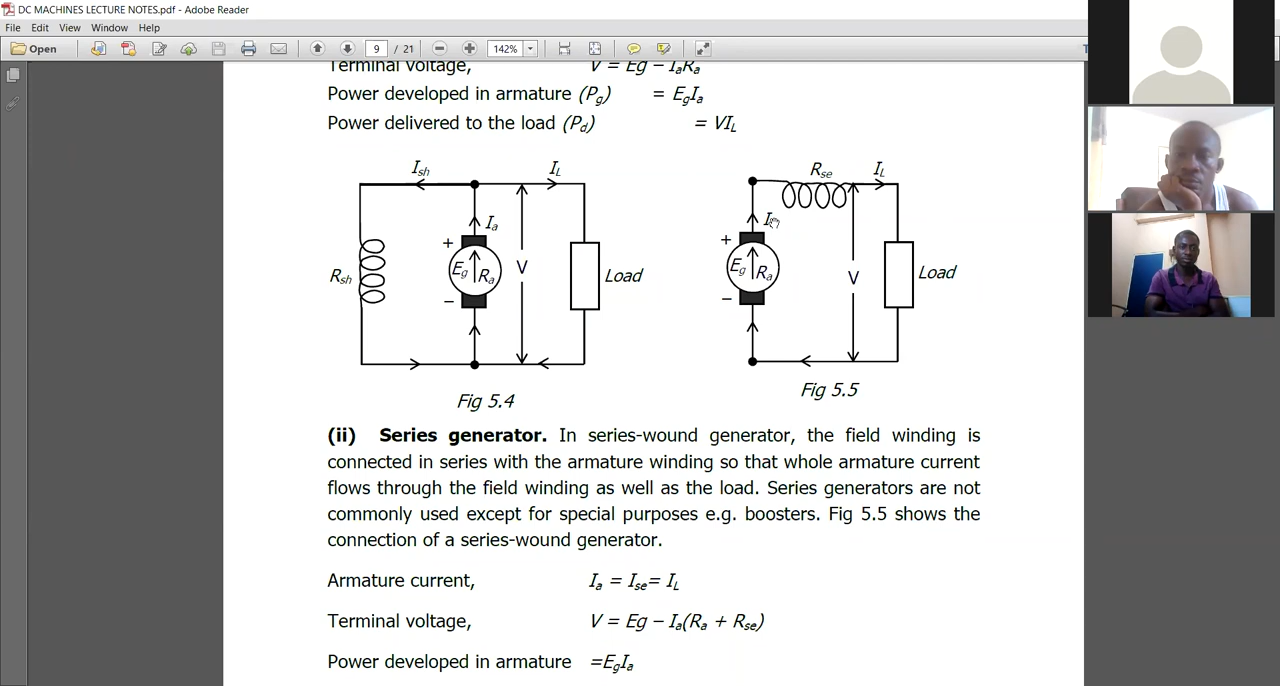 DC MACHINES LECTURE NOTES.pdf - Adobe Reader
File Edit View Window Help
Open 9 / 21 142%
Terminal voltage, V = Eg – IaRa
Power developed in armature (Pg) = EgIa
Power delivered to the load (Pd) = VIL
Ish IL
Ia
+
Rsh Eg Ra V Load
–
Fig 5.4
Rse IL
+
Eg Ra V Load
–
Fig 5.5
(ii) Series generator. In series-wound generator, the field winding is
connected in series with the armature winding so that whole armature current
flows through the field winding as well as the load. Series generators are not
commonly used except for special purposes e.g. boosters. Fig 5.5 shows the
connection of a series-wound generator.
Armature current, Ia = Ise= IL
Terminal voltage, V = Eg – Ia(Ra + Rse)
Power developed in armature =EgIa